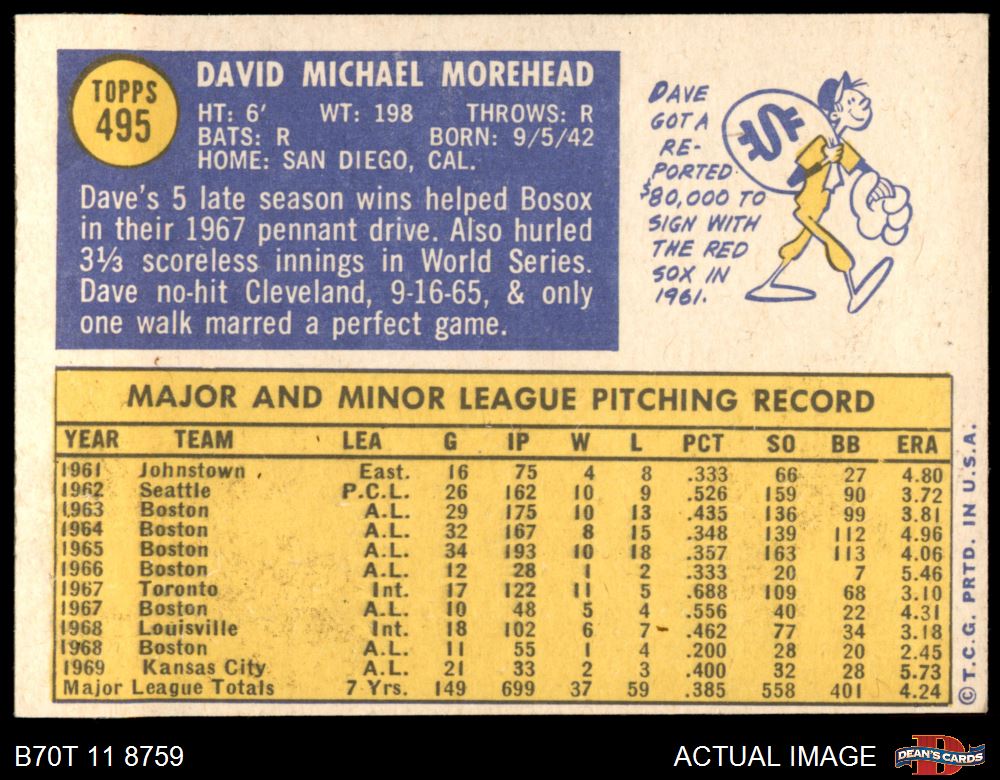 TOPPS
495
DAVID MICHAEL MOREHEAD
HT: 6' WT: 198 THROWS: R
BATS: R BORN: 9/5/42
HOME: SAN DIEGO, CAL.
Dave's 5 late season wins helped Bosox
in their 1967 pennant drive. Also hurled
3⅓ scoreless innings in World Series.
Dave no-hit Cleveland, 9-16-65, & only
one walk marred a perfect game.
DAVE
GOT A
RE-
PORTED
$80,000 TO
SIGN WITH
THE RED
SOX IN
1961.
$
MAJOR AND MINOR LEAGUE PITCHING RECORD
YEAR TEAM LEA G IP W L PCT SO BB ERA
1961 Johnstown East. 16 75 4 8 .333 66 27 4.80
1962 Seattle P.C.L. 26 162 10 9 .526 159 90 3.72
1963 Boston A.L. 29 175 10 13 .435 136 99 3.81
1964 Boston A.L. 32 167 8 15 .348 139 112 4.96
1965 Boston A.L. 34 193 10 18 .357 163 113 4.06
1966 Boston A.L. 12 28 1 2 .333 20 7 5.46
1967 Toronto Int. 17 122 11 5 .688 109 68 3.10
1967 Boston A.L. 10 48 5 4 .556 40 22 4.31
1968 Louisville Int. 18 102 6 7 .462 77 34 3.18
1968 Boston A.L. 11 55 1 4 .200 28 20 2.45
1969 Kansas City A.L. 21 33 2 3 .400 32 28 5.73
Major League Totals 7 Yrs. 149 699 37 59 .385 558 401 4.24
© T.C.G. PRTD. IN U.S.A.
B70T 11 8759
ACTUAL IMAGE
D
DEAN'S CARDS